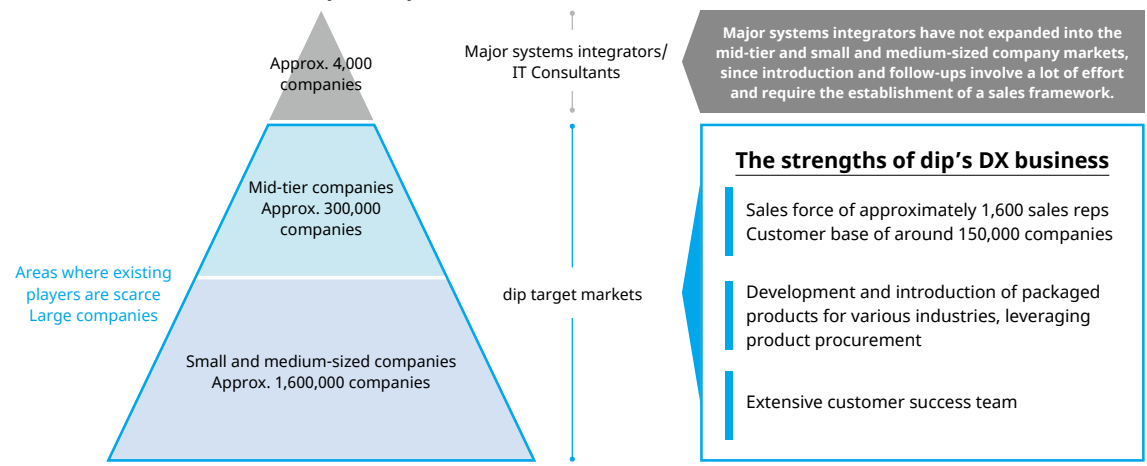 Approx. 4,000
companies
Major systems integrators/
IT Consultants
Major systems integrators have not expanded into the
mid-tier and small and medium-sized company markets,
since introduction and follow-ups involve a lot of effort
and require the establishment of a sales framework.
Mid-tier companies
Approx. 300,000
companies
Areas where existing
players are scarce
Large companies
Small and medium-sized companies
Approx. 1,600,000 companies
dip target markets
The strengths of dip’s DX business
Sales force of approximately 1,600 sales reps
Customer base of around 150,000 companies
Development and introduction of packaged
products for various industries, leveraging
product procurement
Extensive customer success team